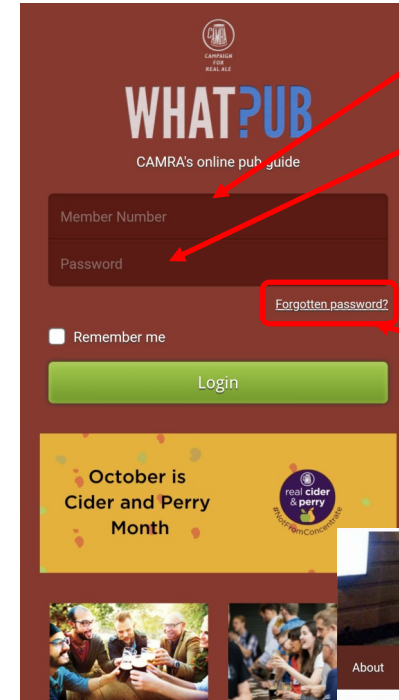 CAMRA
CAMPAIGN
FOR
REAL ALE
WHAT?UB
CAMRA's online pub guide
Member Number
Password
Forgotten password?
Remember me
Login
October is
Cider and Perry
Month
real cider
& perry
#NotFromConcentrate
About